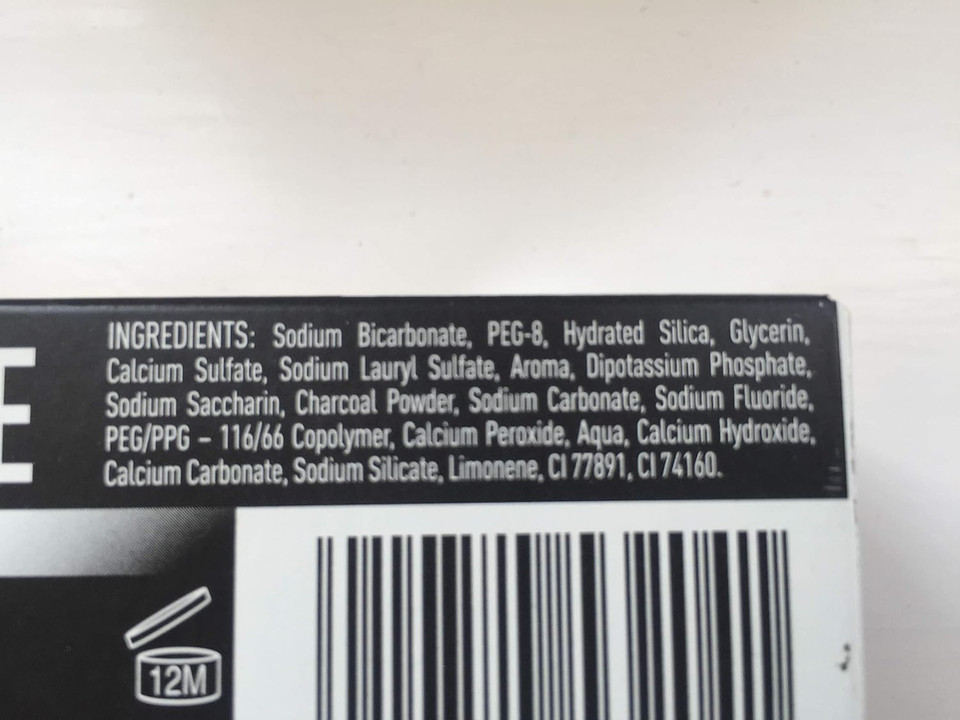 INGREDIENTS: Sodium Bicarbonate, PEG-8, Hydrated Silica, Glycerin,
Calcium Sulfate, Sodium Lauryl Sulfate, Aroma, Dipotassium Phosphate,
Sodium Saccharin, Charcoal Powder, Sodium Carbonate, Sodium Fluoride,
PEG/PPG – 116/66 Copolymer, Calcium Peroxide, Aqua, Calcium Hydroxide,
Calcium Carbonate, Sodium Silicate, Limonene, CI 77891, CI 74160.
E
12M